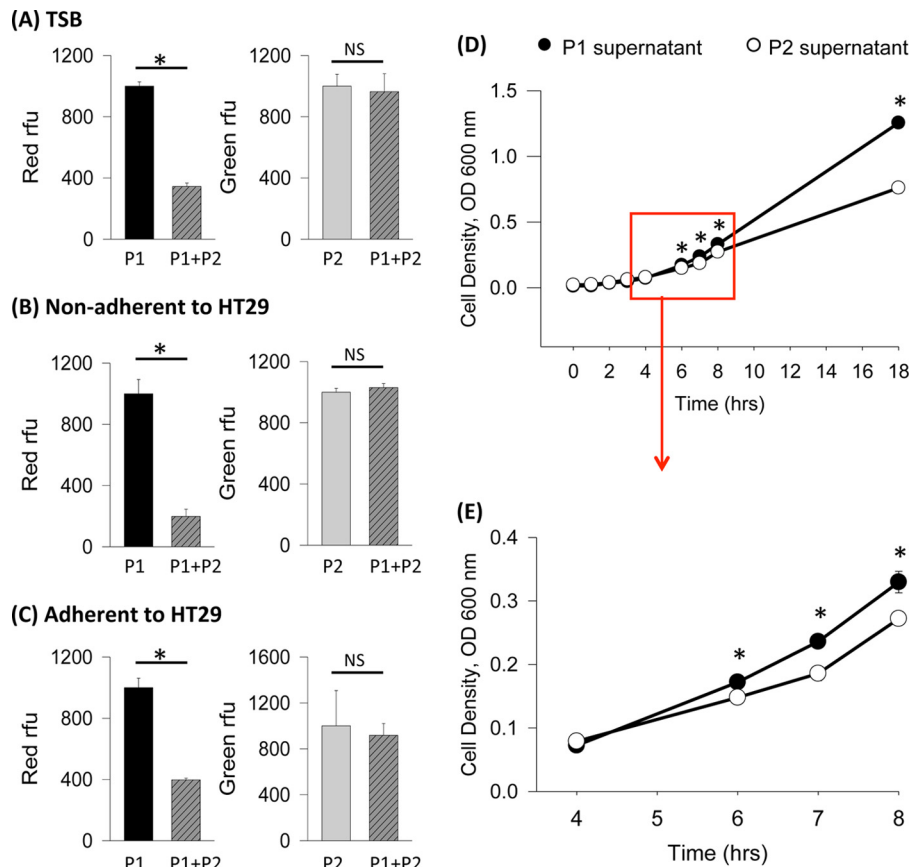 (A) TSB
Red rfu
1200
800
400
0
*
P1
P1+P2
Green rfu
1200
800
400
0
NS
P2
P1+P2
(B) Non-adherent to HT29
Red rfu
1200
800
400
0
*
P1
P1+P2
Green rfu
1200
800
400
0
NS
P2
P1+P2
(C) Adherent to HT29
Red rfu
1200
800
400
0
*
P1
P1+P2
Green rfu
1600
1200
800
400
0
NS
P2
P1+P2
(D)
P1 supernatant
P2 supernatant
Cell Density, OD 600 nm
1.5
1.0
0.5
0.0
* * * *
0 2 4 6 8 10 12 14 16 18
Time (hrs)
(E)
Cell Density, OD 600 nm
0.4
0.3
0.2
0.1
0.0
* * *
4 5 6 7 8
Time (hrs)